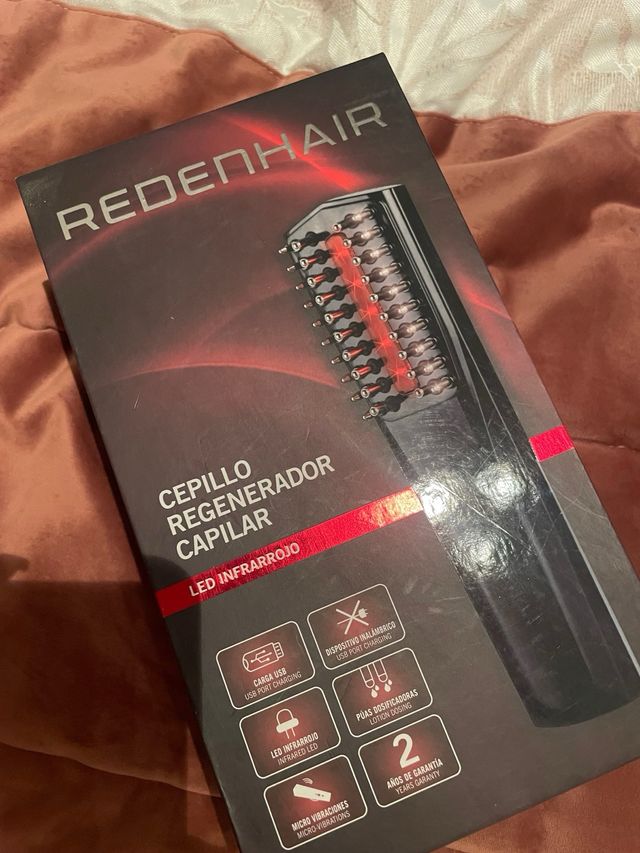 REDENHAIR
CEPILLO
REGENERADOR
CAPILAR
LED INFRARROJO
CARGA USB
USB PORT CHARGING
DISPOSITIVO INALÁMBRICO
USB PORT CHARGING
LED INFRARROJO
INFRARED LED
PÚAS DOSIFICADORAS
LOTION DOSING
MICRO VIBRACIONES
MICRO-VIBRATIONS
2
AÑOS DE GARANTÍA
YEARS GARANTY